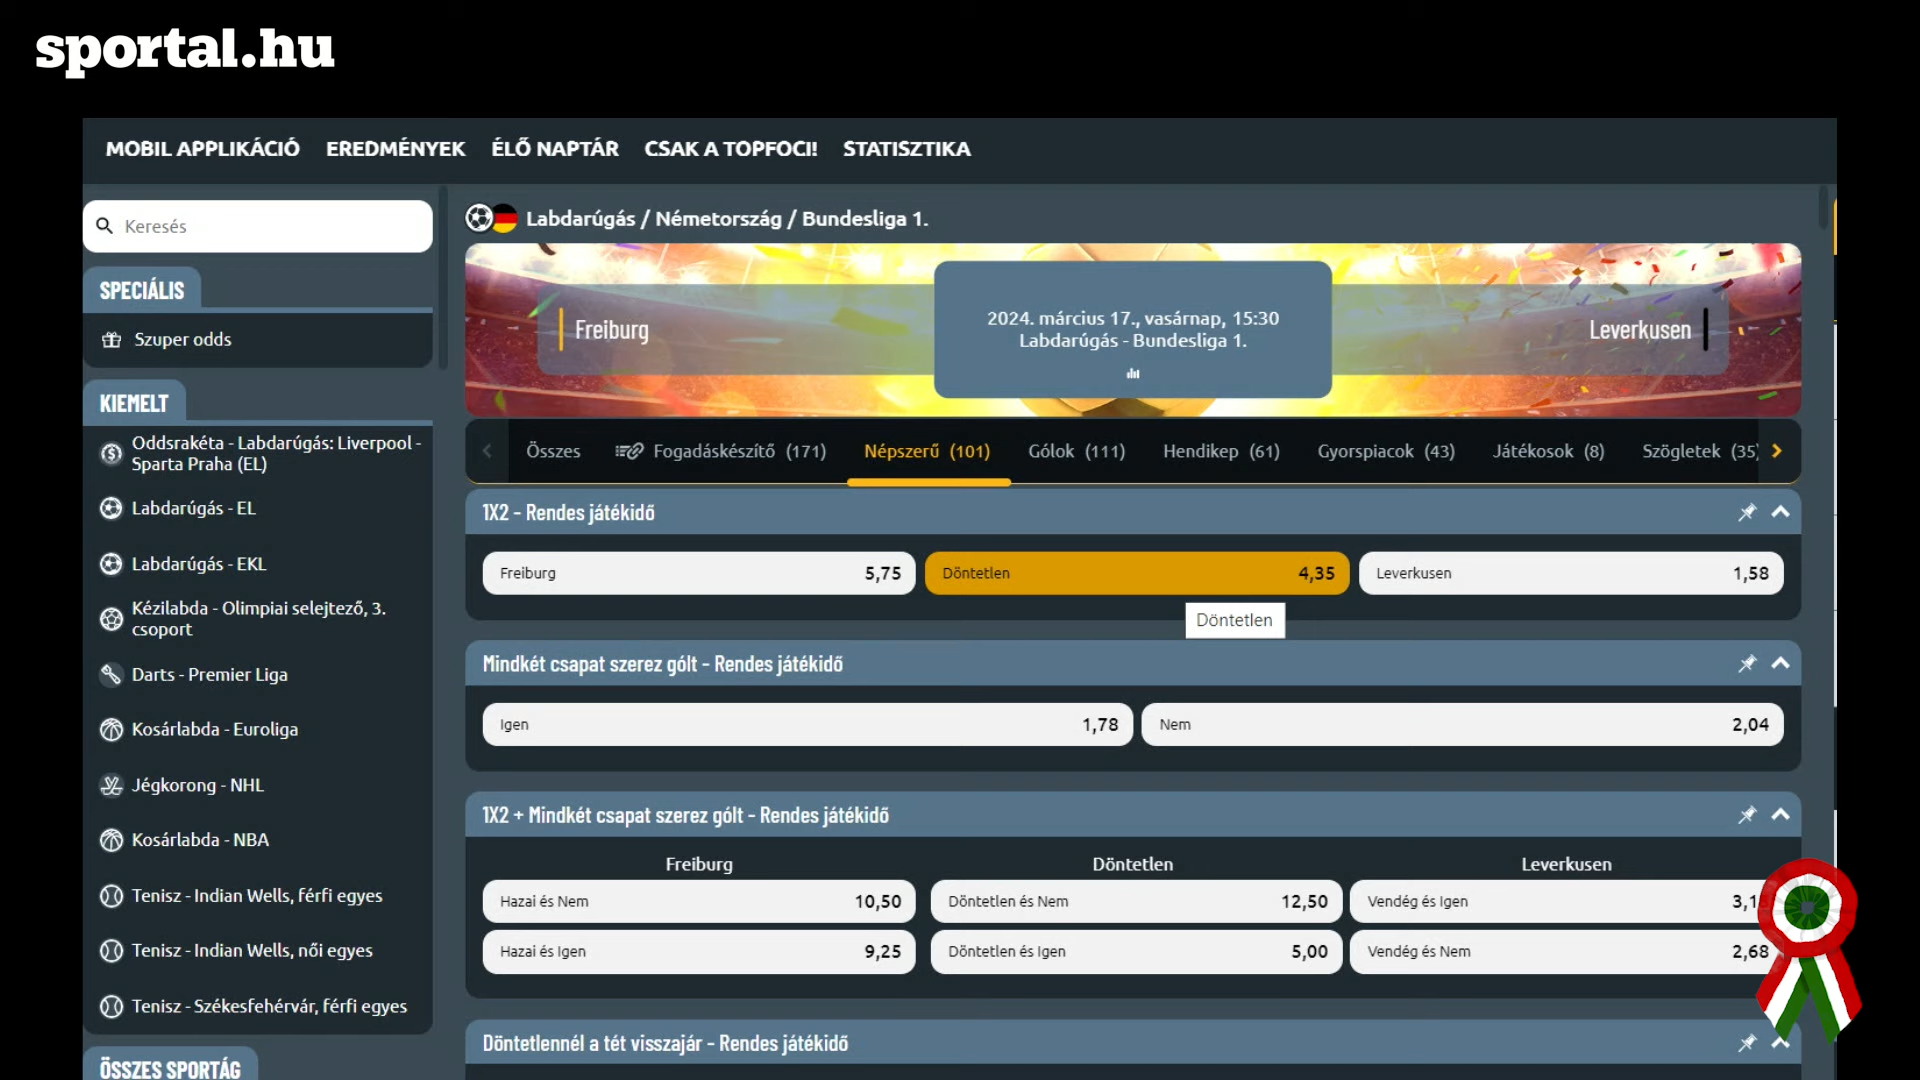 sportal.hu
MOBIL APPLIKÁCIÓ EREDMÉNYEK ÉLŐ NAPTÁR CSAK A TOPFOCI! STATISZTIKA
Keresés
SPECIÁLIS
Szuper odds
KIEMELT
Oddsrakéta - Labdarúgás: Liverpool -
Sparta Praha (EL)
Labdarúgás - EL
Labdarúgás - EKL
Kézilabda - Olimpiai selejtező, 3.
csoport
Darts - Premier Liga
Kosárlabda - Euroliga
Jégkorong - NHL
Kosárlabda - NBA
Tenisz - Indian Wells, férfi egyes
Tenisz - Indian Wells, női egyes
Tenisz - Székesfehérvár, férfi egyes
ÖSSZES SPORTÁG
Labdarúgás / Németország / Bundesliga 1.
Freiburg
2024. március 17., vasárnap, 15:30
Labdarúgás - Bundesliga 1.
Leverkusen
Összes Fogadáskészítő (171) Népszerű (101) Gólok (111) Hendikep (61) Gyorspiacok (43) Játékosok (8) Szögletek (35)
1X2 - Rendes játékidő
Freiburg 5,75 Döntetlen 4,35 Leverkusen 1,58
Döntetlen
Mindkét csapat szerez gólt - Rendes játékidő
Igen 1,78 Nem 2,04
1X2 + Mindkét csapat szerez gólt - Rendes játékidő
Freiburg Döntetlen Leverkusen
Hazai és Nem 10,50 Döntetlen és Nem 12,50 Vendég és Igen
Hazai és Igen 9,25 Döntetlen és Igen 5,00 Vendég és Nem 2,68
Döntetlennél a tét visszajár - Rendes játékidő